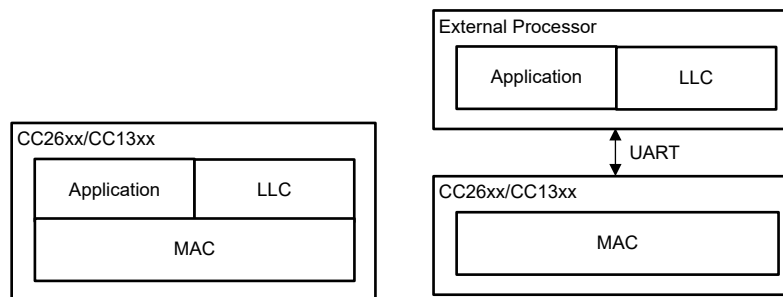 CC26xx/CC13xx
Application
LLC
MAC
External Processor
Application
LLC
UART
CC26xx/CC13xx
MAC